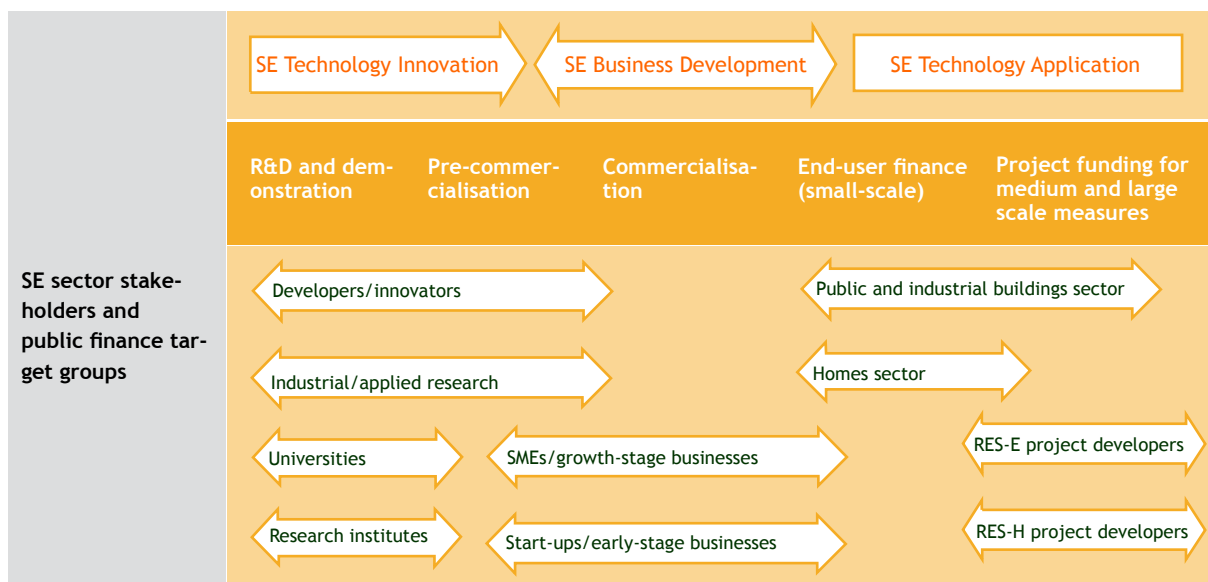 SE Technology Innovation
SE Business Development
SE Technology Application
R&D and dem-
onstration
Pre-commer-
cialisation
Commercialisa-
tion
End-user finance
(small-scale)
Project funding for
medium and large
scale measures
SE sector stake-
holders and
public finance tar-
get groups
Developers/innovators
Public and industrial buildings sector
Industrial/applied research
Homes sector
Universities
SMEs/growth-stage businesses
RES-E project developers
Research institutes
Start-ups/early-stage businesses
RES-H project developers